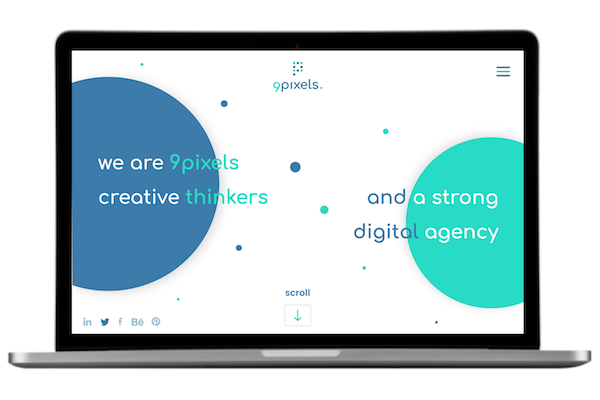 9pixels.
we are 9pixels
creative thinkers
and a strong
digital agency
scroll
in f Bē